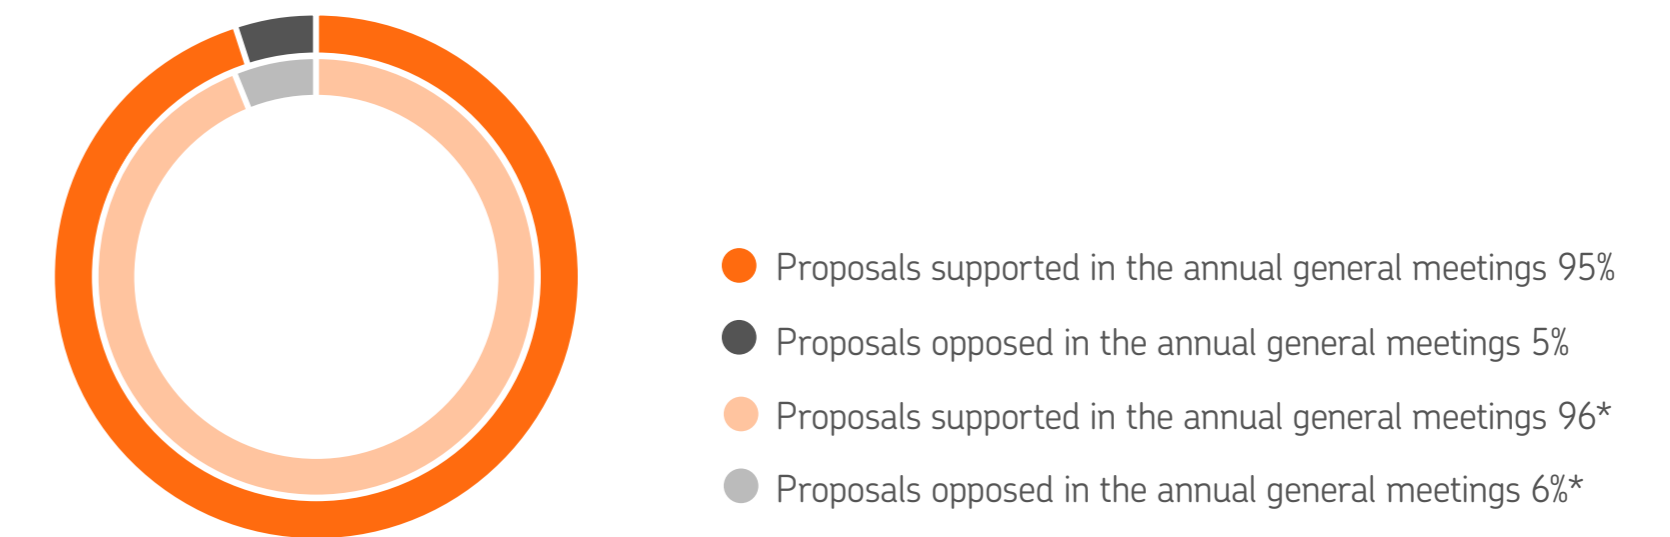 Proposals supported in the annual general meetings 95%
Proposals opposed in the annual general meetings 5%
Proposals supported in the annual general meetings 96*
Proposals opposed in the annual general meetings 6%*